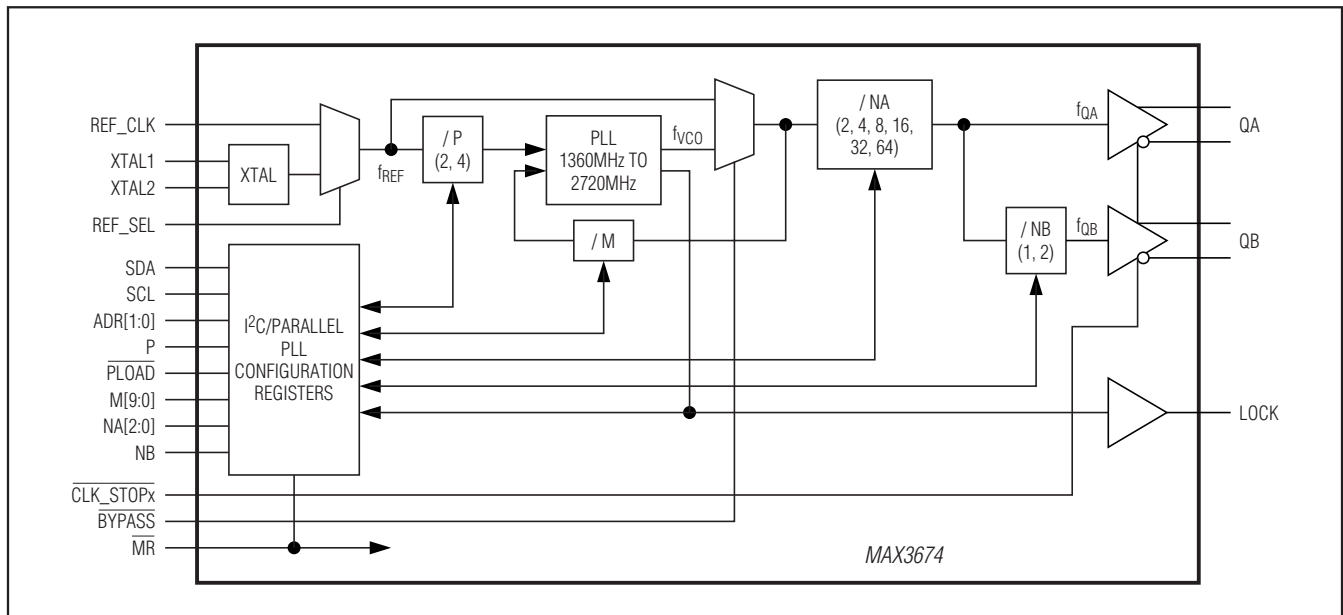 REF_CLK
XTAL1
XTAL2
REF_SEL
SDA
SCL
ADR[1:0]
P
PLOAD
M[9:0]
NA[2:0]
NB
CLK_STOPx
BYPASS
MR
XTAL
fREF
/ P
(2, 4)
PLL
1360MHz TO
2720MHz
fVCO
/ M
/ NA
(2, 4, 8, 16,
32, 64)
/ NB
(1, 2)
fQA
fQB
QA
QB
LOCK
I²C/PARALLEL
PLL
CONFIGURATION
REGISTERS
MAX3674